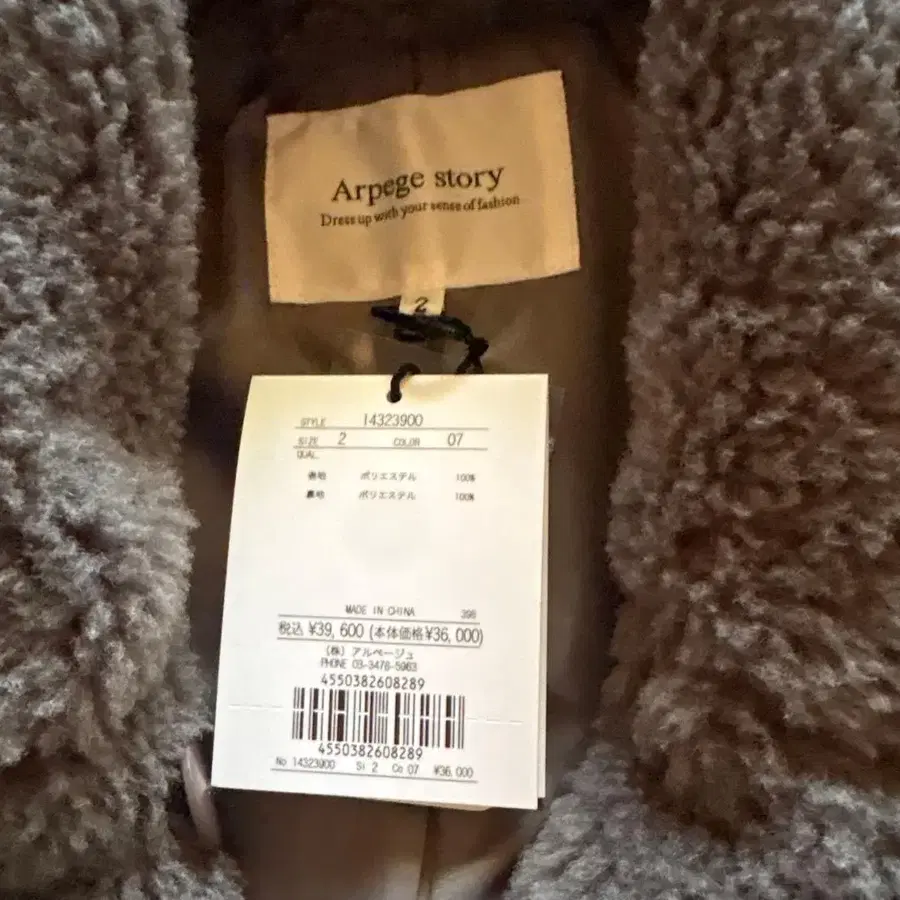 Arpege story
Dress up with your sense of fashion
2
STYLE 14323900
SIZE 2 COLOR 07
QUAL.
表地 ポリエステル 100%
裏地 ポリエステル 100%
MADE IN CHINA 396
税込 ¥39,600 (本体価格¥36,000)
(株) アルページュ
PHONE 03-3476-5963
4550382608289
4550382608289
No 14323900 Si 2 Co 07 ¥36,000